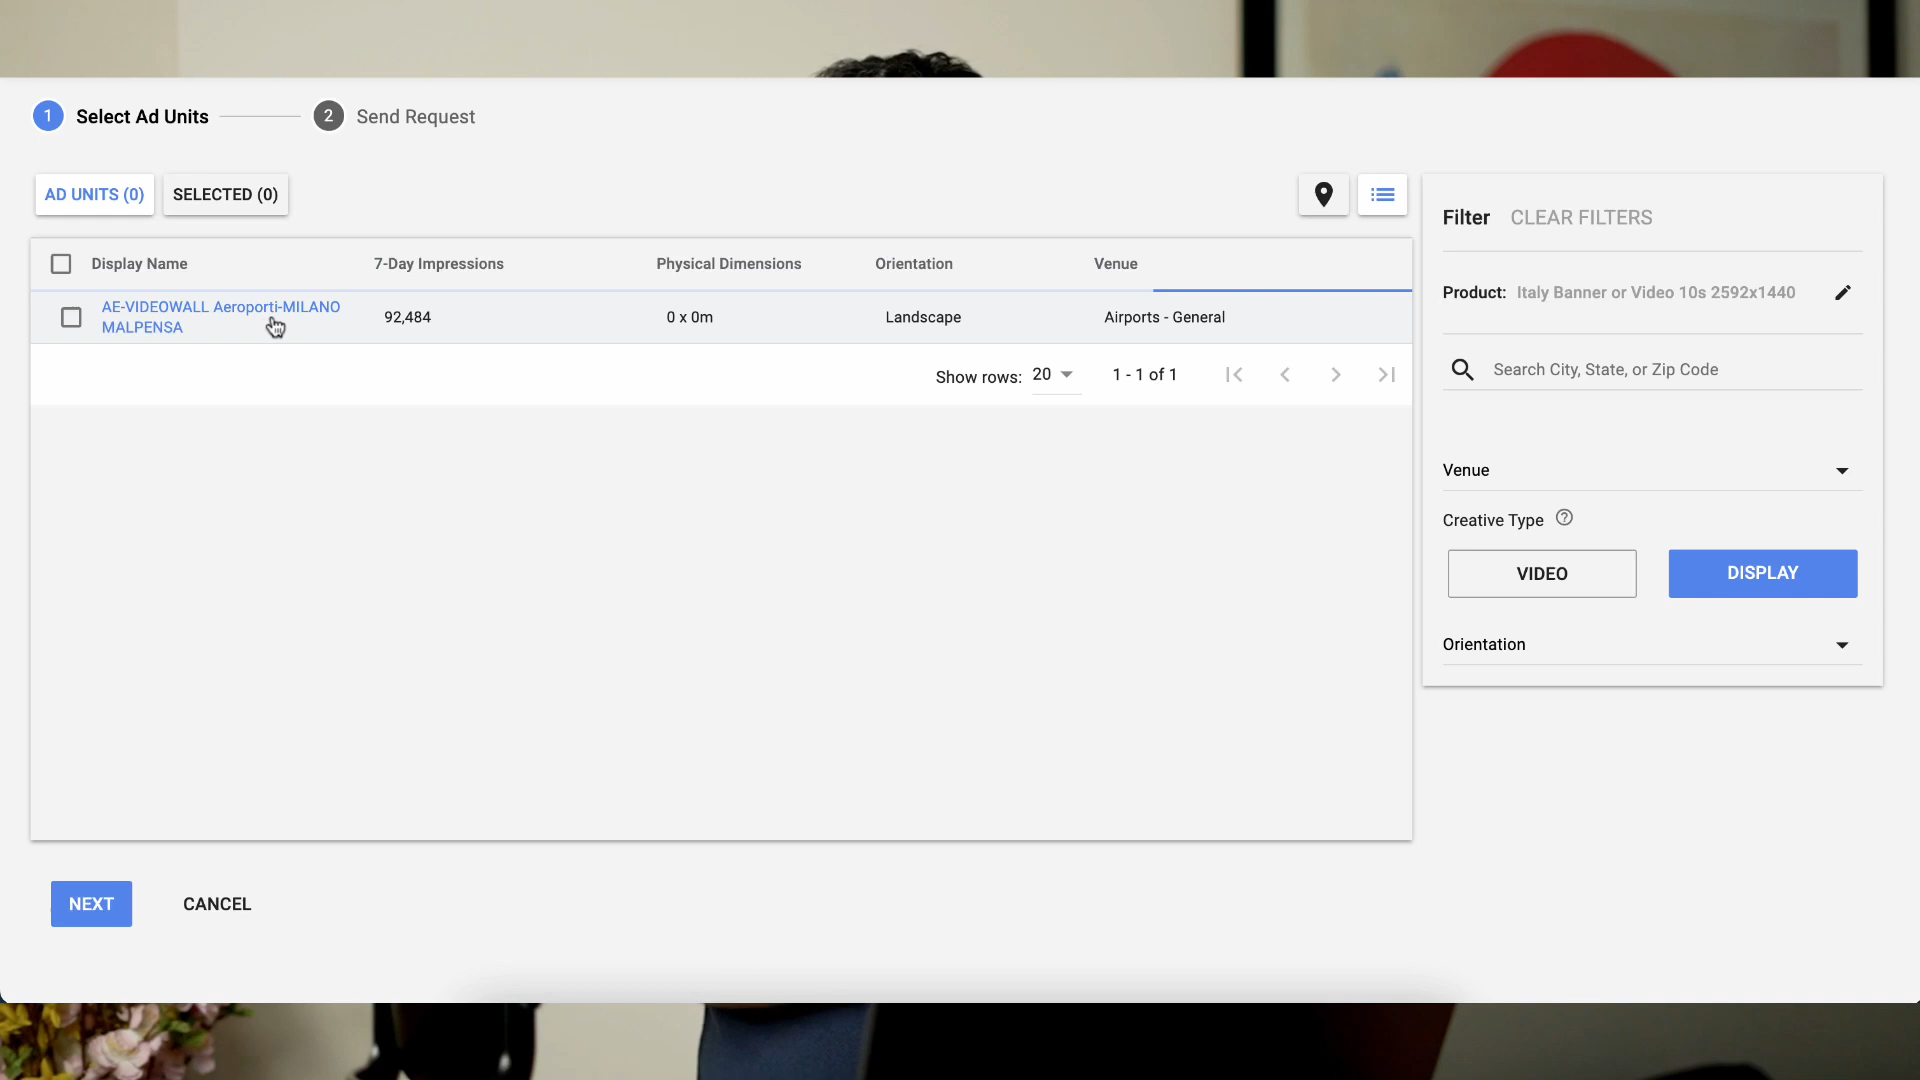 1 Select Ad Units 2 Send Request
AD UNITS (0) SELECTED (0)
Display Name 7-Day Impressions Physical Dimensions Orientation Venue
AE-VIDEOWALL Aeroporti-MILANO
MALPENSA
92,484 0 x 0m Landscape Airports - General
Show rows: 20 1 - 1 of 1
Filter CLEAR FILTERS
Product: Italy Banner or Video 10s 2592x1440
Search City, State, or Zip Code
Venue
Creative Type ?
VIDEO DISPLAY
Orientation
NEXT CANCEL